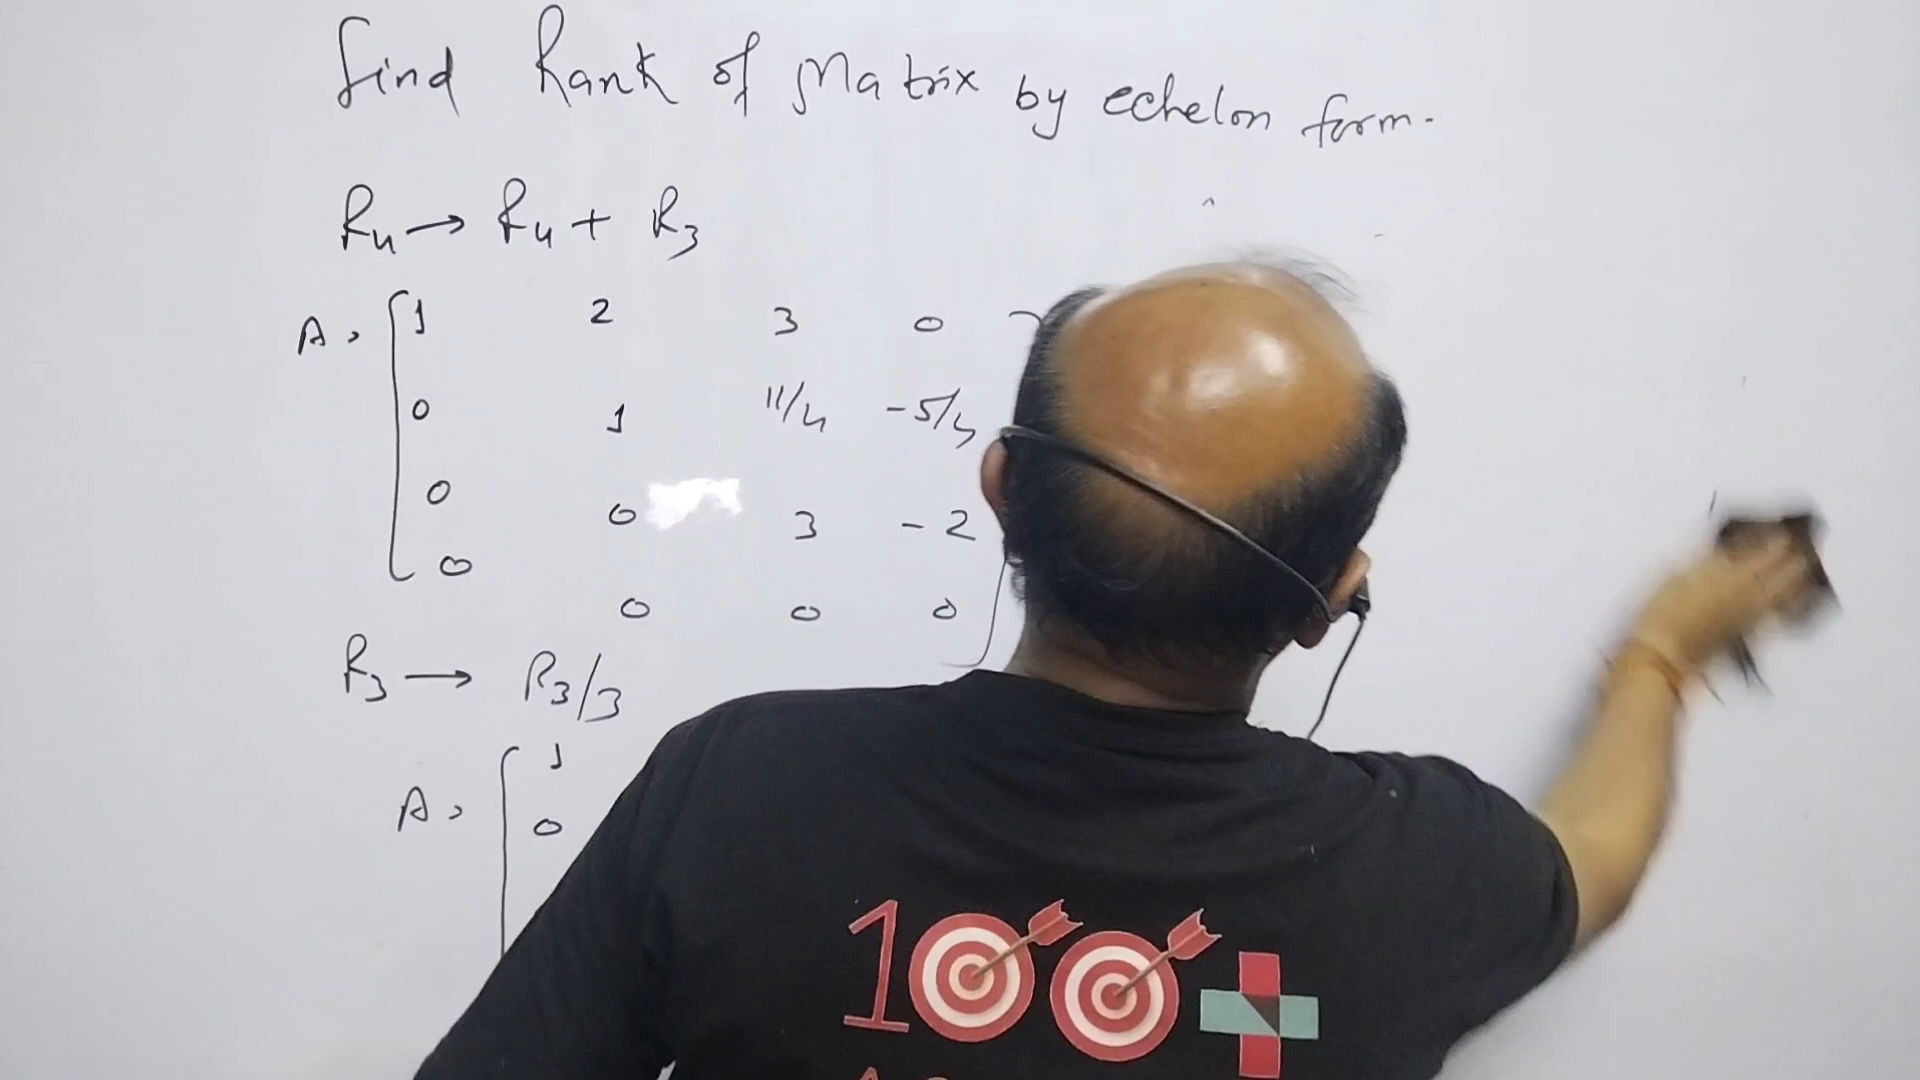 Find Rank of Matrix by echelon form.
R4 → R4 + R3
A = [ 1 2 3 0 ]
0 1 11/4 -5/4
0 0 3 -2
0 0 0 0
R3 → R3/3
A = [ 1
0
100+